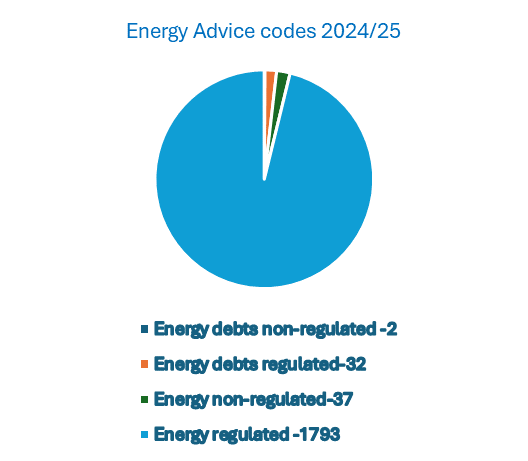 Energy Advice codes 2024/25
Energy debts non-regulated -2
Energy debts regulated-32
Energy non-regulated-37
Energy regulated -1793